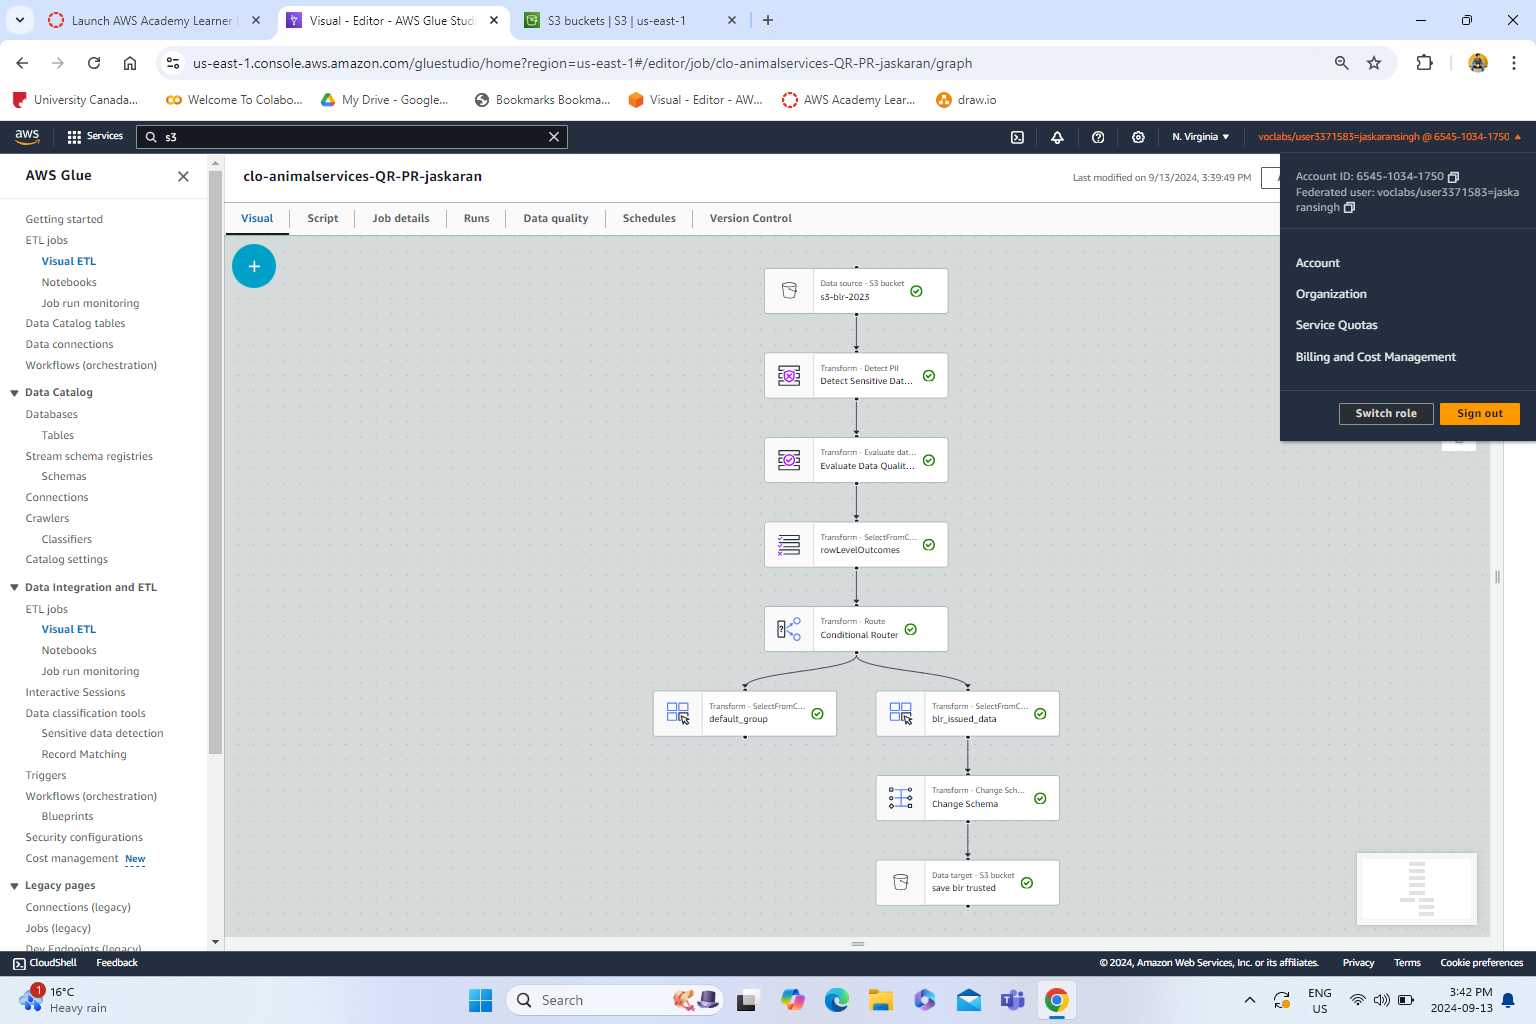 Launch AWS Academy Learner
Visual - Editor - AWS Glue Stud
S3 buckets | S3 | us-east-1
us-east-1.console.aws.amazon.com/gluestudio/home?region=us-east-1#/editor/job/clo-animalservices-QR-PR-jaskaran/graph
University Canada...
Welcome To Colabo...
My Drive - Google...
Bookmarks Bookma...
Visual - Editor - AW...
AWS Academy Lear...
draw.io
aws
Services
s3
N. Virginia
voclabs/user3371583=jaskaransingh @ 6545-1034-1750
AWS Glue
Getting started
ETL jobs
Visual ETL
Notebooks
Job run monitoring
Data Catalog tables
Data connections
Workflows (orchestration)
Data Catalog
Databases
Tables
Stream schema registries
Schemas
Connections
Crawlers
Classifiers
Catalog settings
Data Integration and ETL
ETL jobs
Visual ETL
Notebooks
Job run monitoring
Interactive Sessions
Data classification tools
Sensitive data detection
Record Matching
Triggers
Workflows (orchestration)
Blueprints
Security configurations
Cost management New
Legacy pages
Connections (legacy)
Jobs (legacy)
Dev Endpoints (legacy)
clo-animalservices-QR-PR-jaskaran
Last modified on 9/13/2024, 3:39:49 PM
Visual
Script
Job details
Runs
Data quality
Schedules
Version Control
Account ID: 6545-1034-1750
Federated user: voclabs/user3371583=jaska
ransingh
Account
Organization
Service Quotas
Billing and Cost Management
Switch role
Sign out
Data source - S3 bucket
s3-blr-2023
Transform - Detect PII
Detect Sensitive Dat...
Transform - Evaluate dat...
Evaluate Data Qualit...
Transform - SelectFromC...
rowLevelOutcomes
Transform - Route
Conditional Router
Transform - SelectFromC...
default_group
Transform - SelectFromC...
blr_issued_data
Transform - Change Sch...
Change Schema
Data target - S3 bucket
save blr trusted
CloudShell
Feedback
© 2024, Amazon Web Services, Inc. or its affiliates.
Privacy
Terms
Cookie preferences
1
16°C
Heavy rain
Search
ENG
US
3:42 PM
2024-09-13